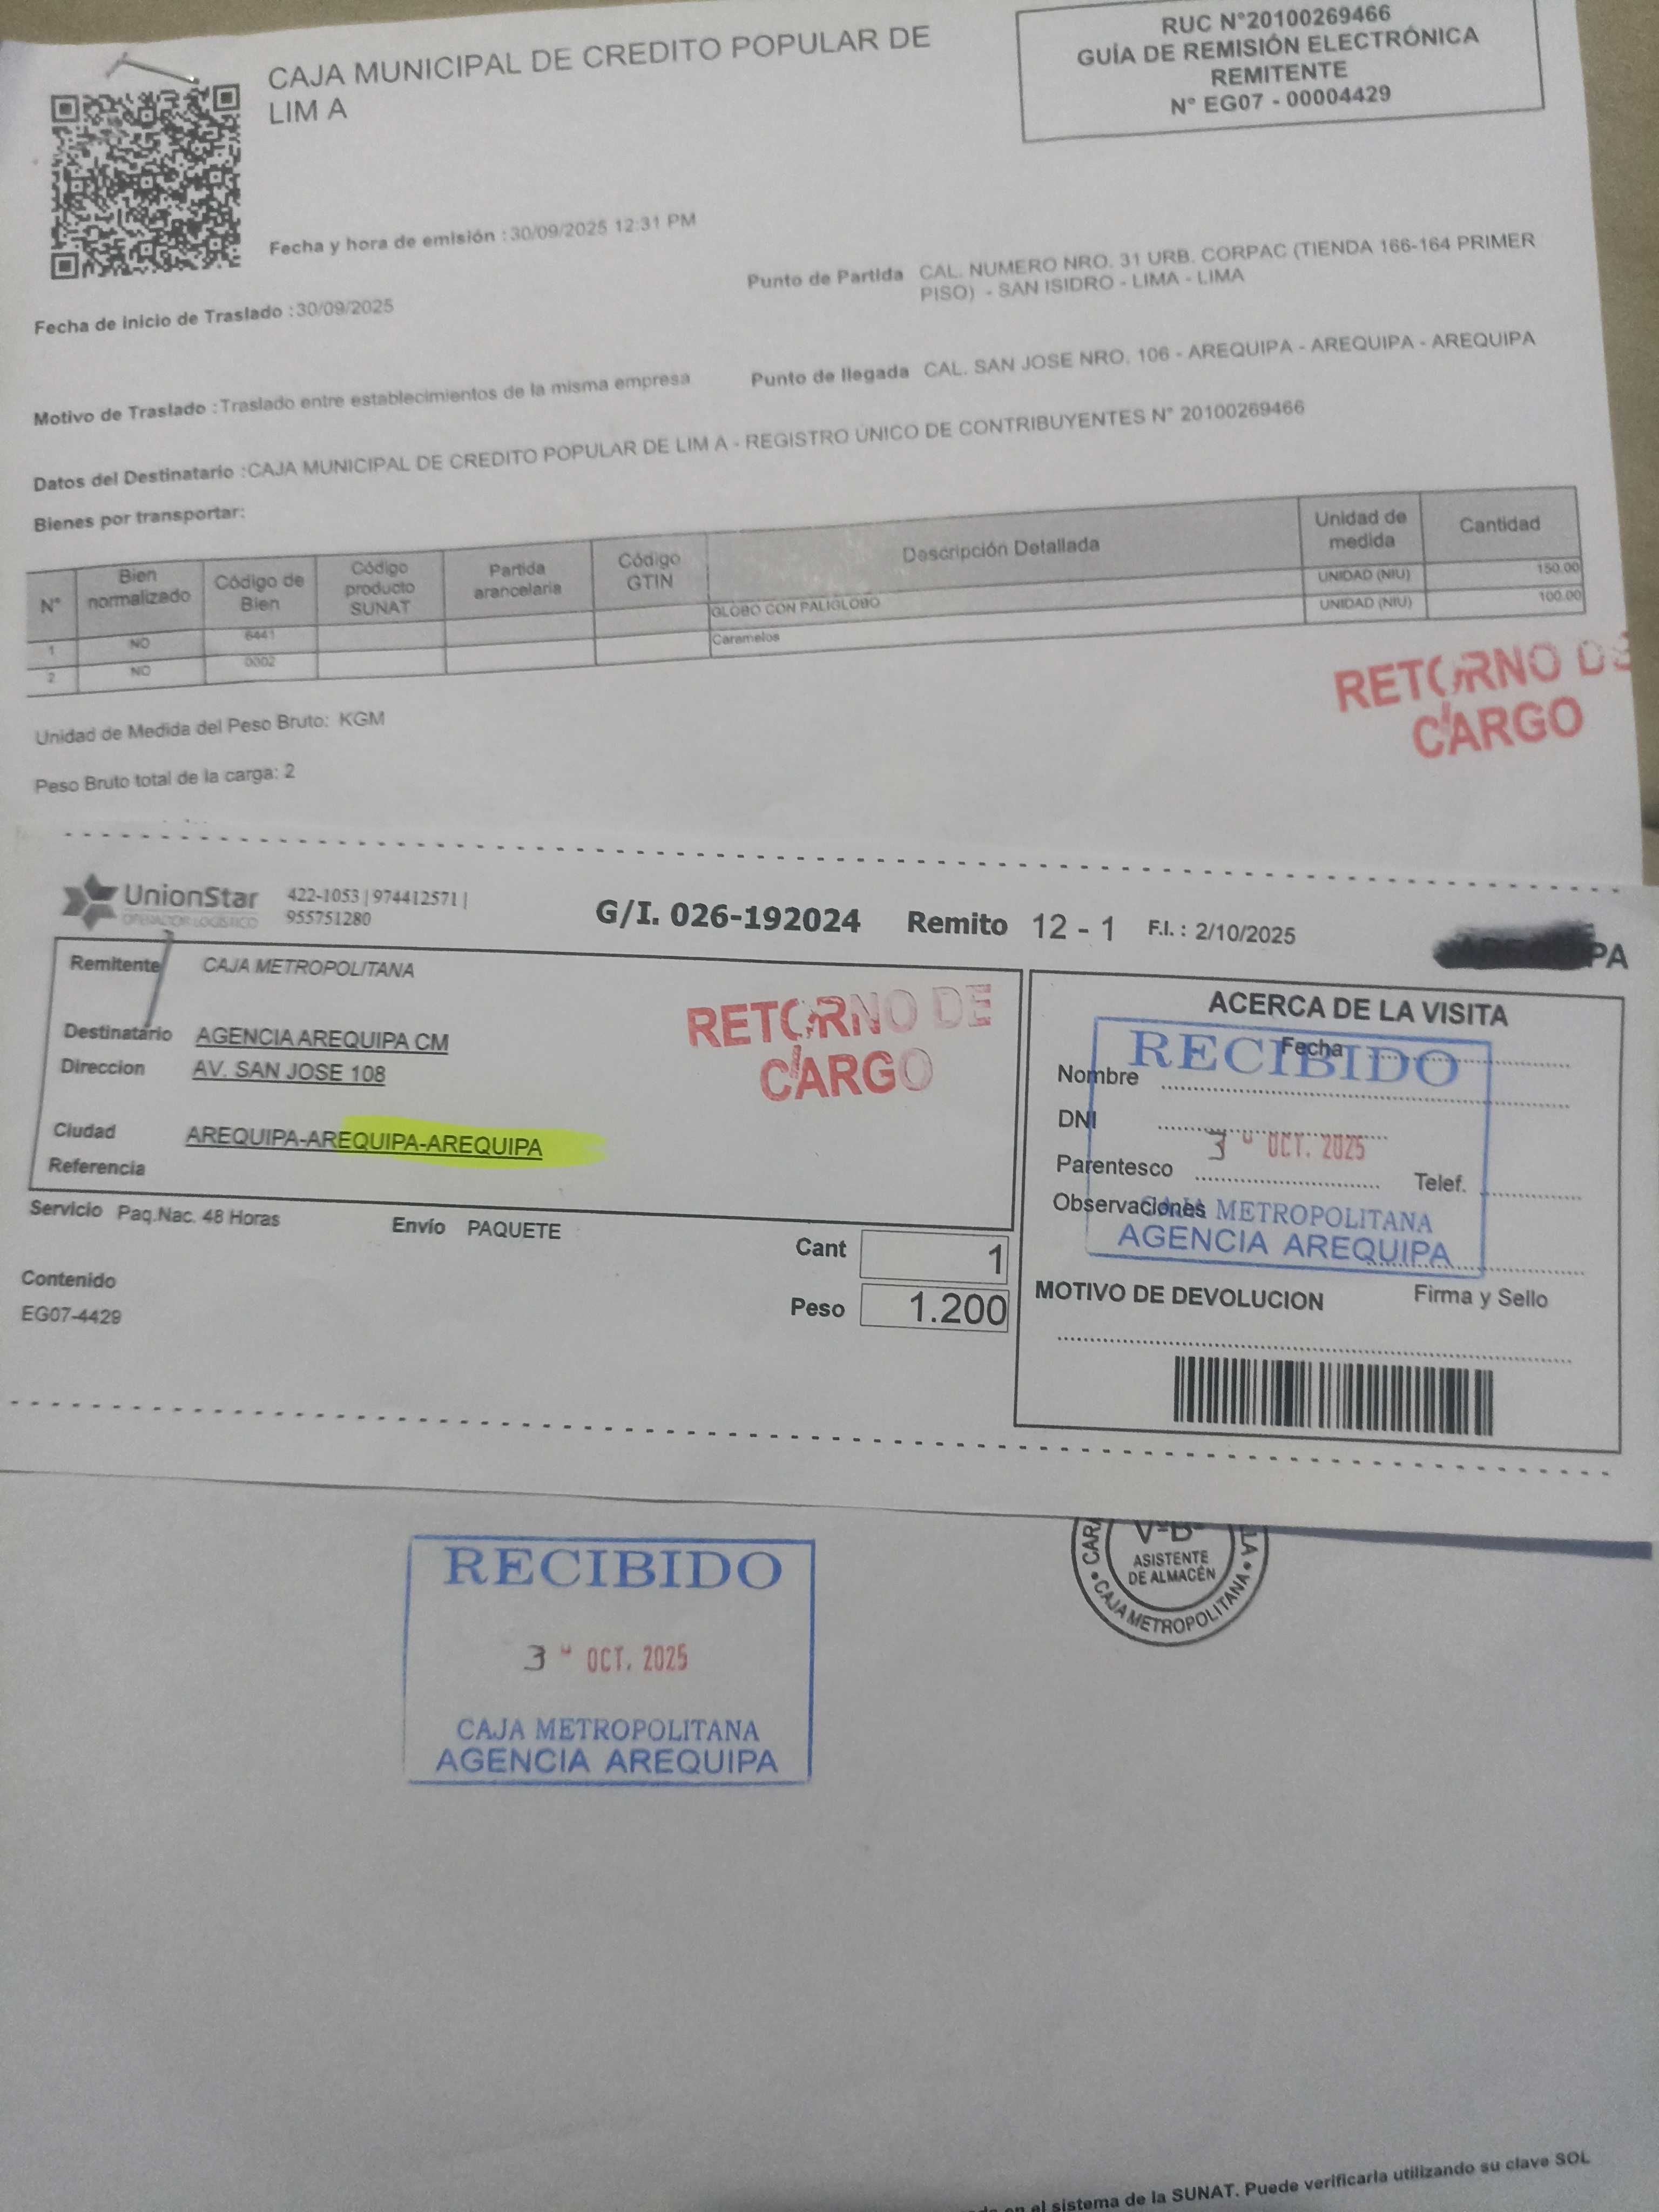 CAJA MUNICIPAL DE CREDITO POPULAR DE
LIM A
RUC N°20100269466
GUÍA DE REMISIÓN ELECTRÓNICA
REMITENTE
N° EG07 - 00004429
Fecha y hora de emisión : 30/09/2025 12:31 PM
Fecha de inicio de Traslado : 30/09/2025
Punto de Partida CAL. NUMERO NRO. 31 URB. CORPAC (TIENDA 166-164 PRIMER
PISO) - SAN ISIDRO - LIMA - LIMA
Motivo de Traslado : Traslado entre establecimientos de la misma empresa
Punto de llegada CAL. SAN JOSE NRO. 106 - AREQUIPA - AREQUIPA - AREQUIPA
Datos del Destinatario : CAJA MUNICIPAL DE CREDITO POPULAR DE LIM A - REGISTRO ÚNICO DE CONTRIBUYENTES N° 20100269466
Bienes por transportar:
N° Bien normalizado Código de Bien Código producto SUNAT Partida arancelaria Código GTIN Descripción Detallada Unidad de medida Cantidad
1 NO 6441 GLOBO CON PALIGLOBO UNIDAD (NIU) 150.00
2 NO 0002 Caramelos UNIDAD (NIU) 100.00
RETORNO DE
CARGO
Unidad de Medida del Peso Bruto: KGM
Peso Bruto total de la carga: 2
UnionStar
OPERADOR LOGISTICO
422-1053 | 974412571 |
955751280
G/I. 026-192024 Remito 12 - 1 F.I. : 2/10/2025
PA
Remitente CAJA METROPOLITANA
Destinatario AGENCIA AREQUIPA CM
Direccion AV. SAN JOSE 108
Ciudad AREQUIPA-AREQUIPA-AREQUIPA
Referencia
RETORNO DE
CARGO
Servicio Paq.Nac. 48 Horas
Envío PAQUETE
Cant 1
Peso 1.200
Contenido
EG07-4429
ACERCA DE LA VISITA
Fecha
Nombre
DNI
Parentesco
Telef.
Observaciones
RECIBIDO
3 OCT. 2025
CAJA METROPOLITANA
AGENCIA AREQUIPA
MOTIVO DE DEVOLUCION
Firma y Sello
RECIBIDO
3 OCT. 2025
CAJA METROPOLITANA
AGENCIA AREQUIPA
V°B°
ASISTENTE
DE ALMACÉN
CAJA METROPOLITANA
en el sistema de la SUNAT. Puede verificarla utilizando su clave SOL